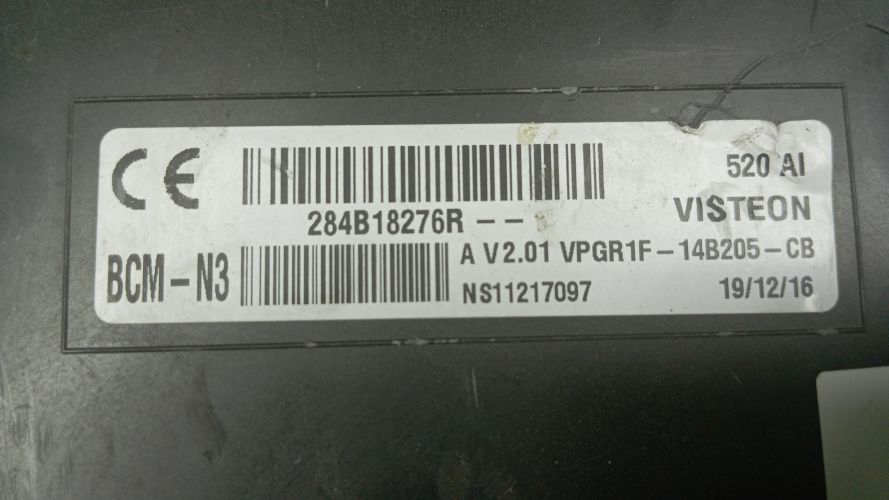 CE
520 AI
284B18276R --
VISTEON
BCM-N3
A V2.01 VPGR1F-14B205-CB
NS11217097
19/12/16